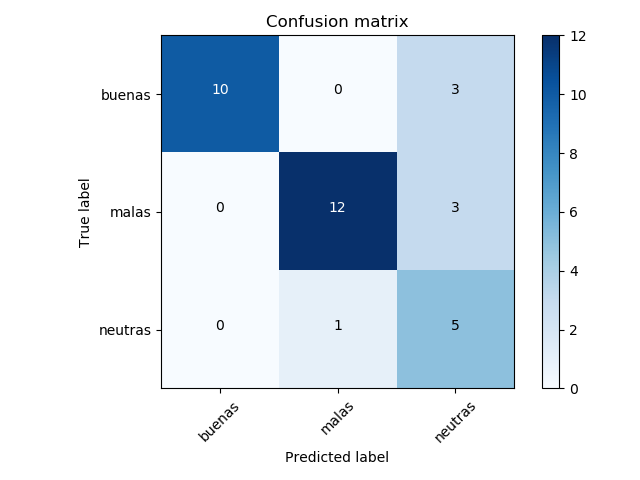 Confusion matrix
True label
buenas 10 0 3
malas 0 12 3
neutras 0 1 5
buenas malas neutras
Predicted label
12
10
8
6
4
2
0